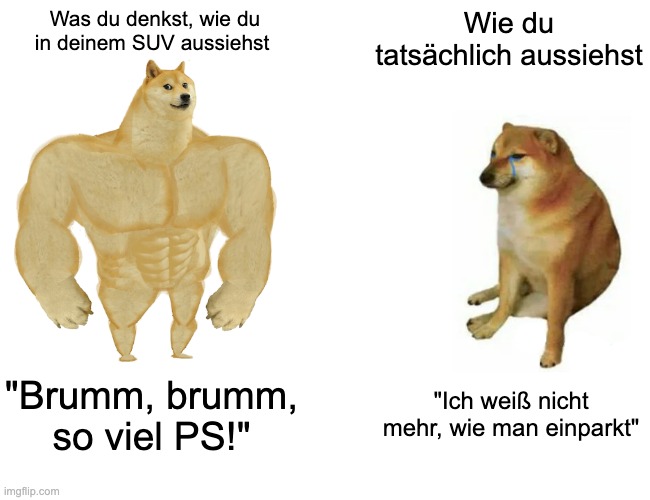 Was du denkst, wie du
in deinem SUV aussiehst
Wie du
tatsächlich aussiehst
"Brumm, brumm,
so viel PS!"
"Ich weiß nicht
mehr, wie man einparkt"
imgflip.com